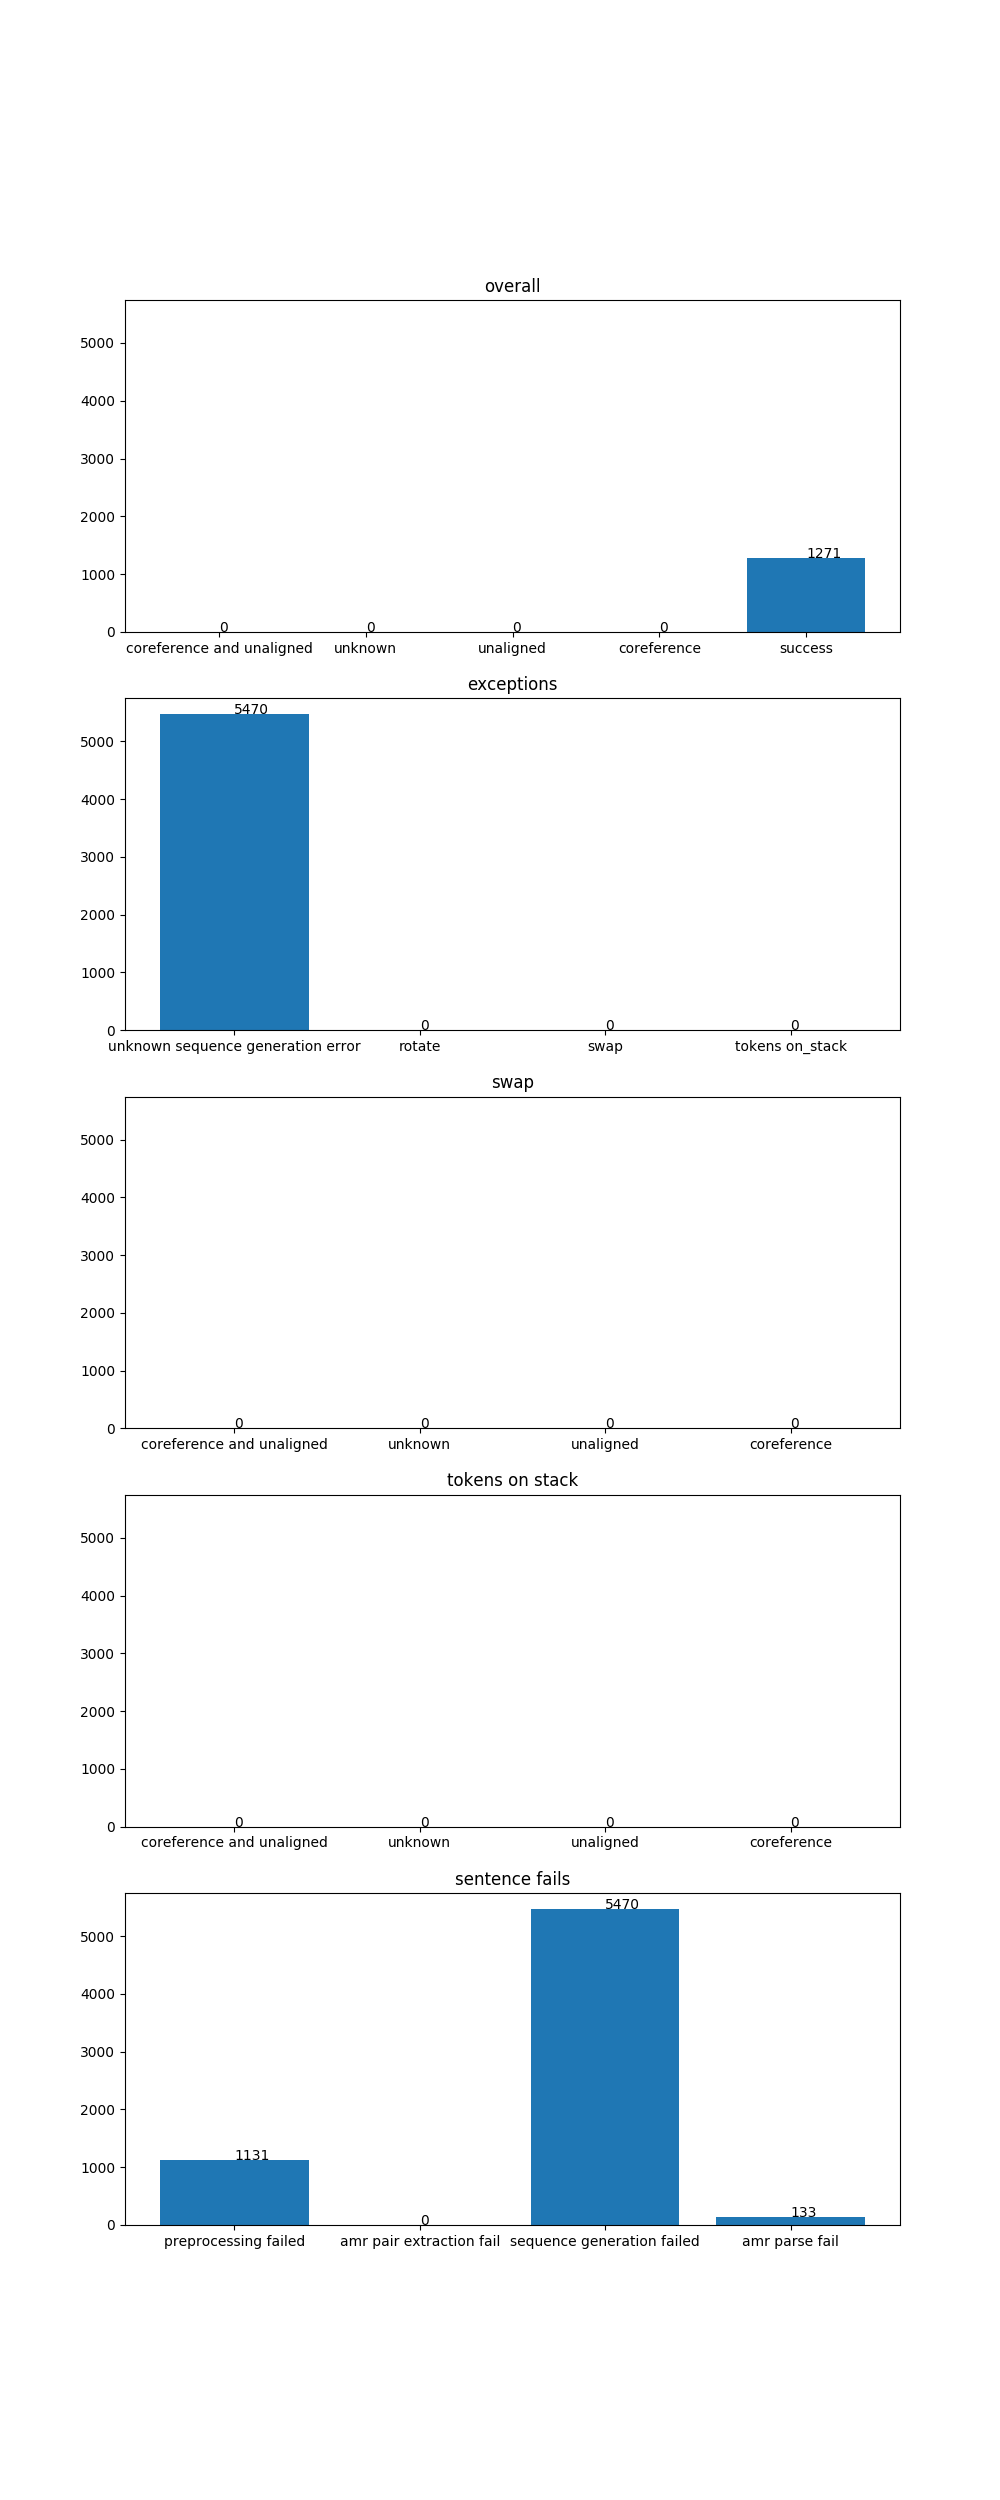 overall
5000
4000
3000
2000
1000
0
0 0 0 0 1271
coreference and unaligned unknown unaligned coreference success
exceptions
5000
4000
3000
2000
1000
0
5470 0 0 0
unknown sequence generation error rotate swap tokens on_stack
swap
5000
4000
3000
2000
1000
0
0 0 0 0
coreference and unaligned unknown unaligned coreference
tokens on stack
5000
4000
3000
2000
1000
0
0 0 0 0
coreference and unaligned unknown unaligned coreference
sentence fails
5000
4000
3000
2000
1000
0
1131 0 5470 133
preprocessing failed amr pair extraction fail sequence generation failed amr parse fail